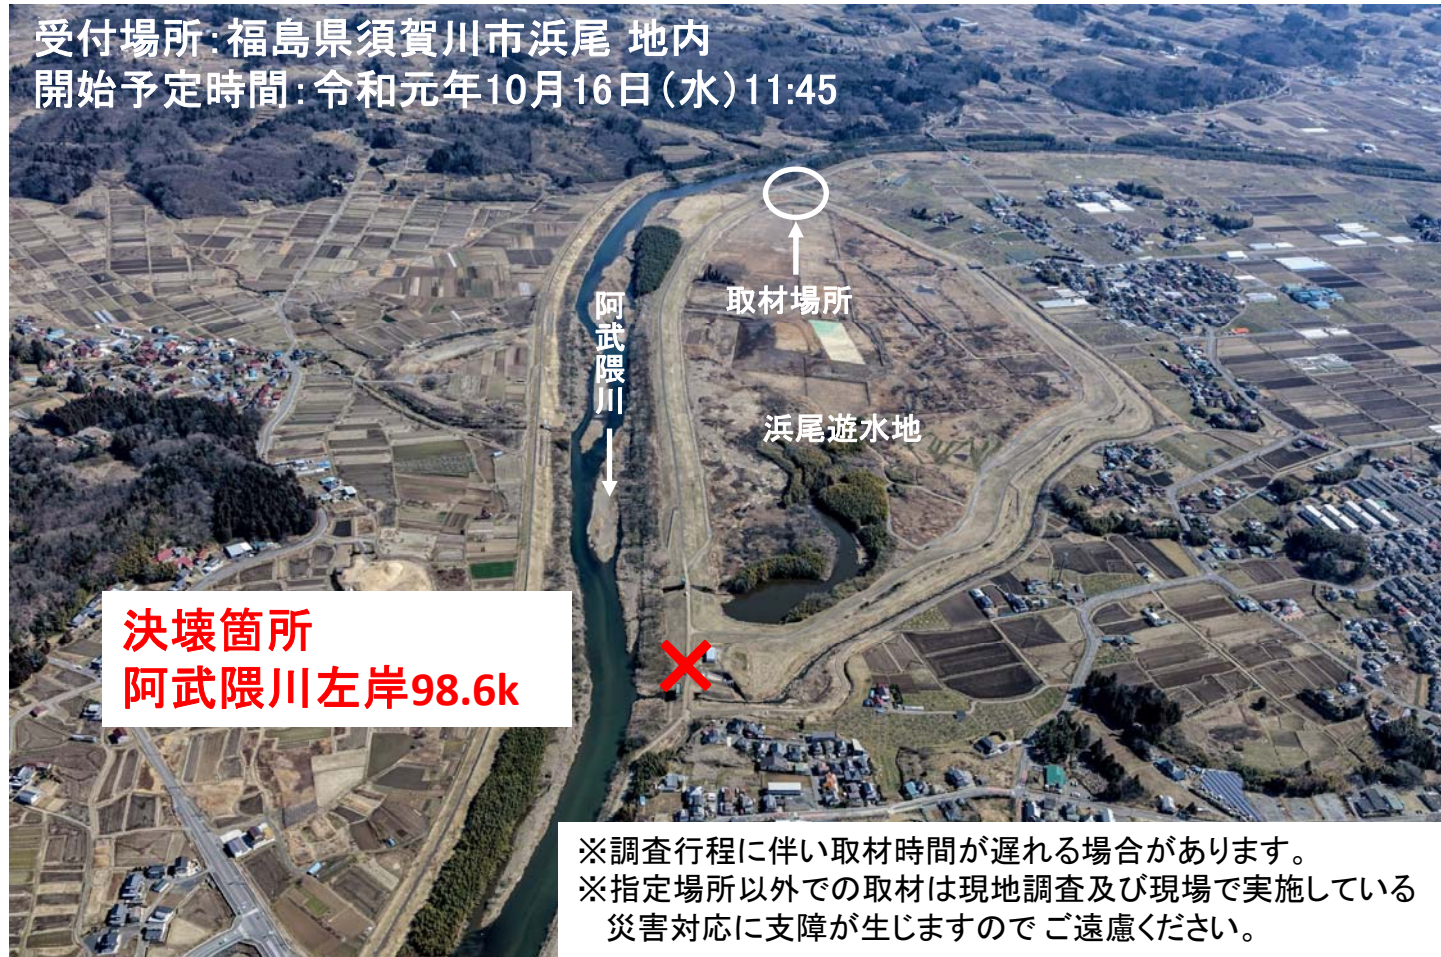 受付場所:福島県須賀川市浜尾 地内
開始予定時間:令和元年10月16日(水)11:45
取材場所
阿武隈川
浜尾遊水地
決壊箇所
阿武隈川左岸98.6k
※調査行程に伴い取材時間が遅れる場合があります。
※指定場所以外での取材は現地調査及び現場で実施している
災害対応に支障が生じますので ご遠慮ください。